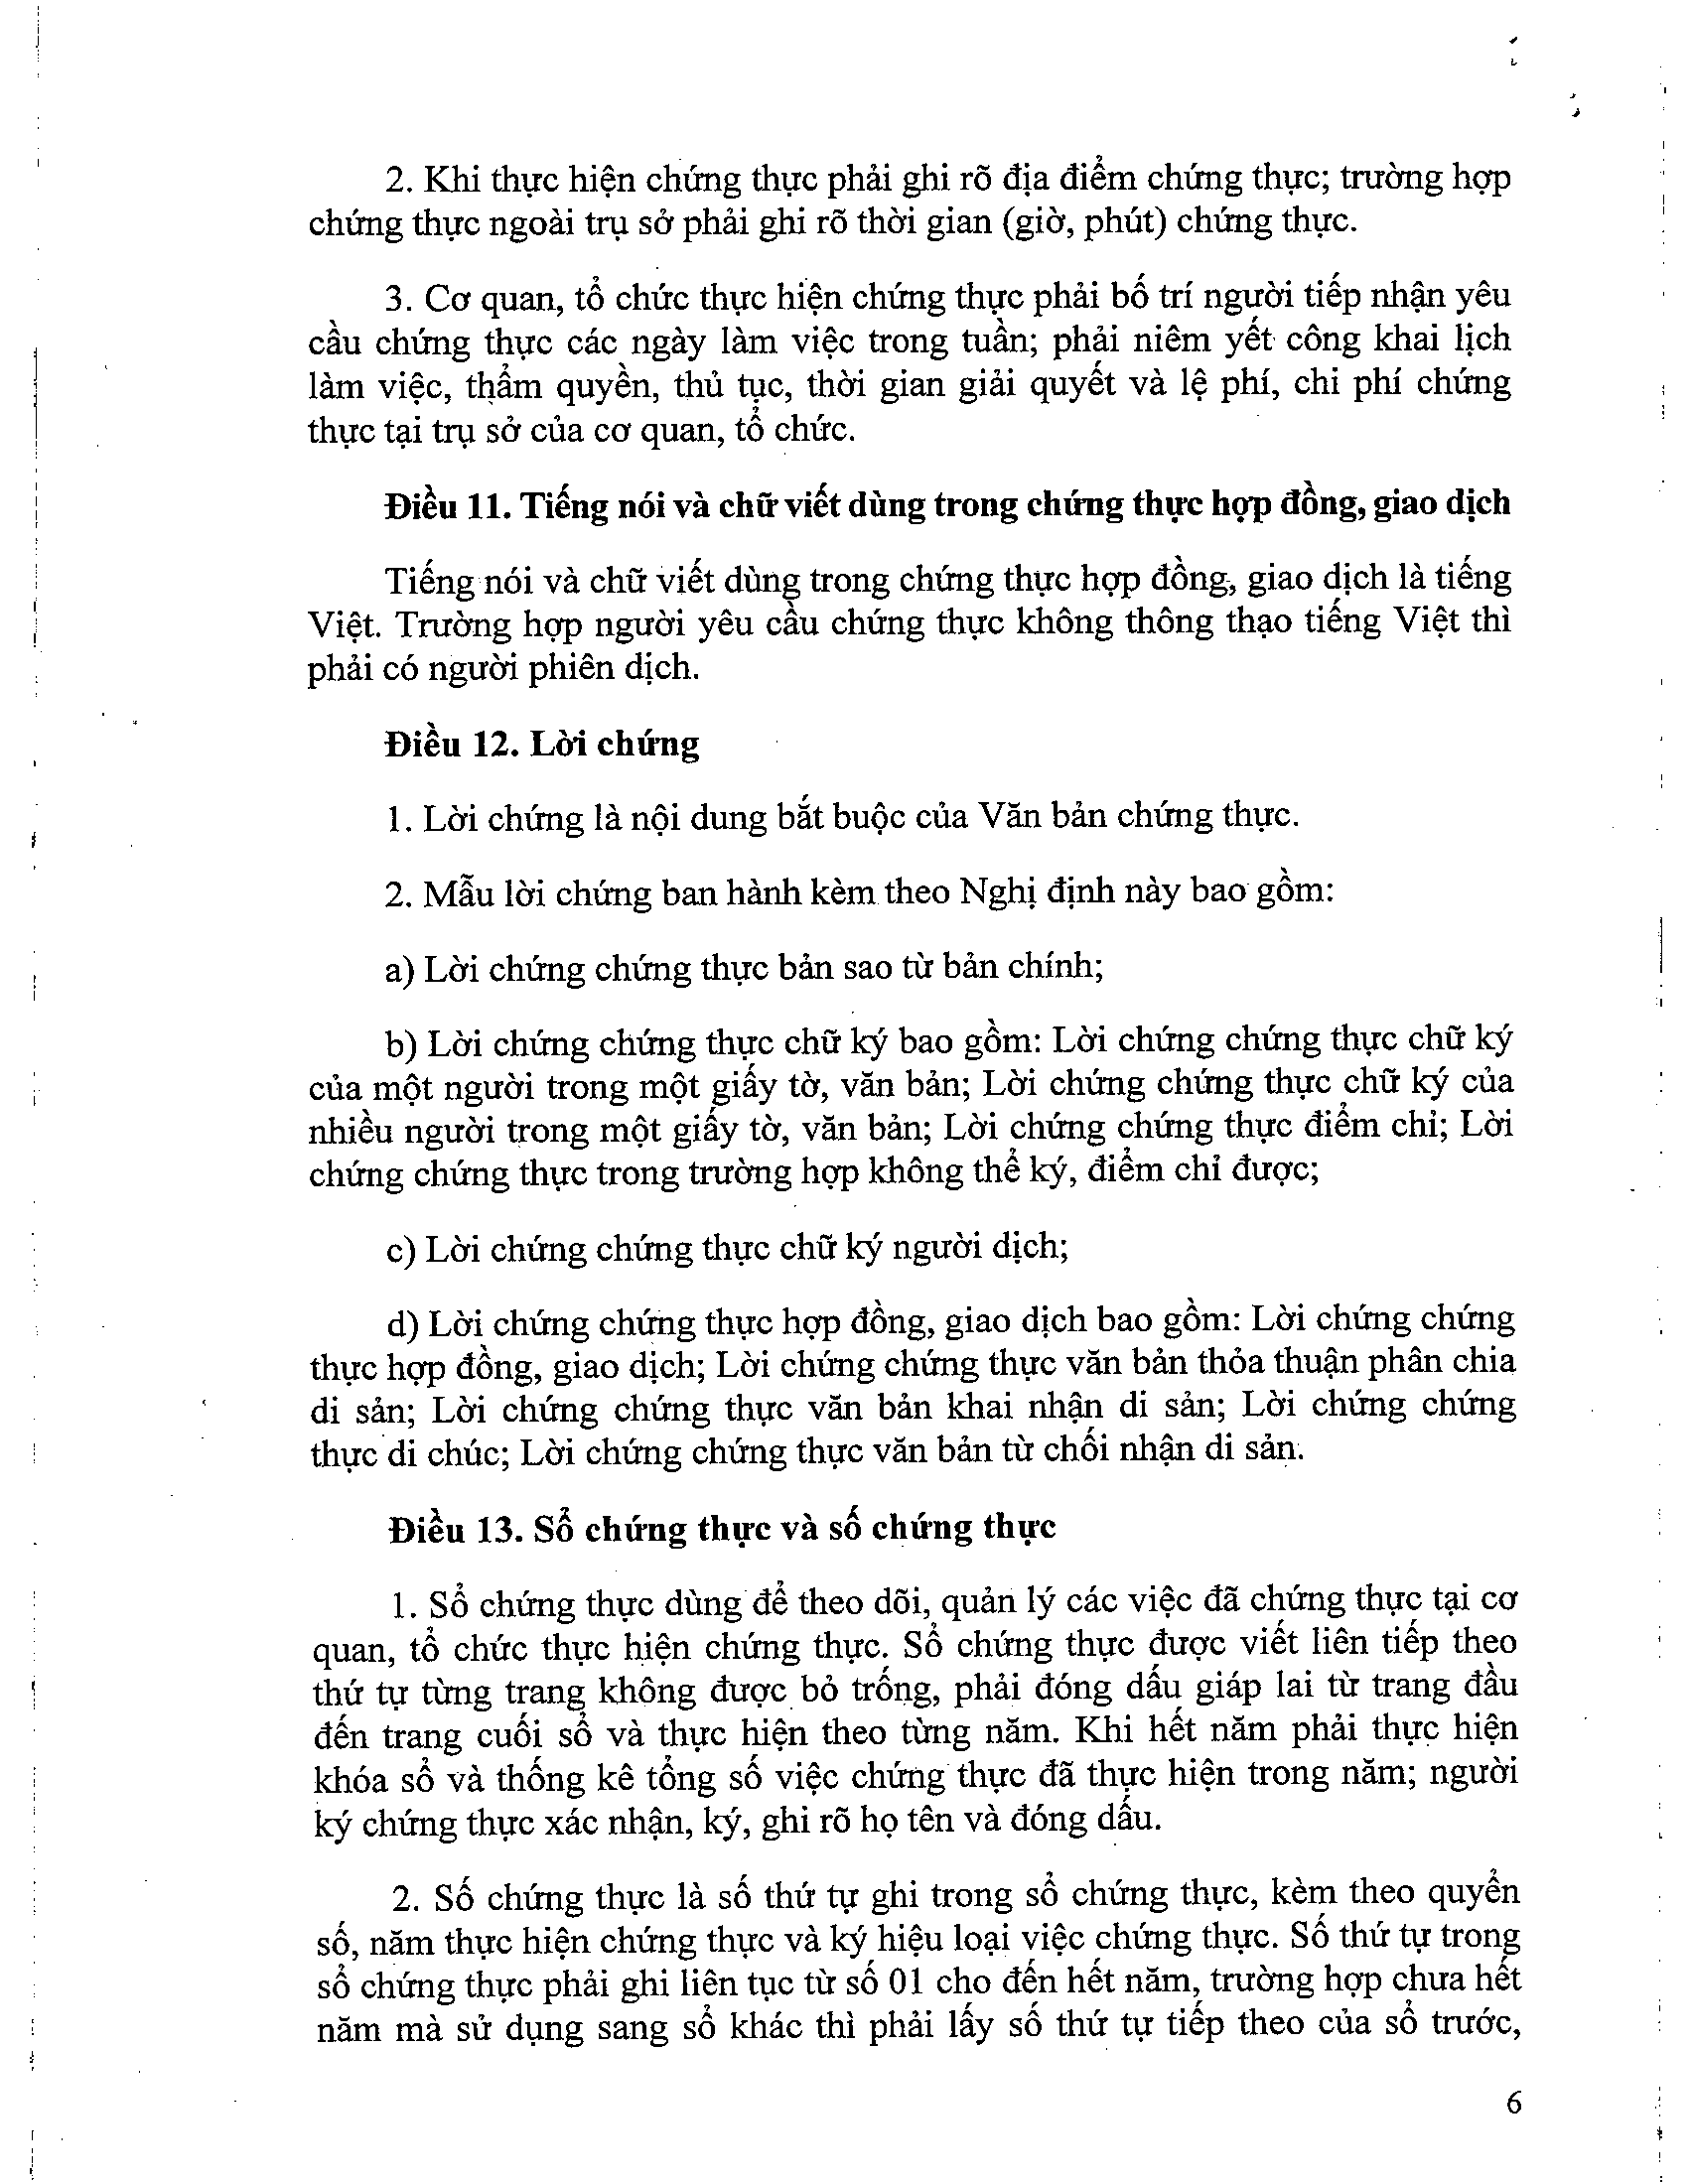 2. Khi thực hiện chứng thực phải ghi rõ địa điểm chứng thực; trường hợp
chứng thực ngoài trụ sở phải ghi rõ thời gian (giờ, phút) chứng thực.
3. Cơ quan, tổ chức thực hiện chứng thực phải bố trí người tiếp nhận yêu
cầu chứng thực các ngày làm việc trong tuần; phải niêm yết công khai lịch
làm việc, thẩm quyền, thủ tục, thời gian giải quyết và lệ phí, chi phí chứng
thực tại trụ sở của cơ quan, tổ chức.
Điều 11. Tiếng nói và chữ viết dùng trong chứng thực hợp đồng, giao dịch
Tiếng nói và chữ viết dùng trong chứng thực hợp đồng, giao dịch là tiếng
Việt. Trường hợp người yêu cầu chứng thực không thông thạo tiếng Việt thì
phải có người phiên dịch.
Điều 12. Lời chứng
1. Lời chứng là nội dung bắt buộc của Văn bản chứng thực.
2. Mẫu lời chứng ban hành kèm theo Nghị định này bao gồm:
a) Lời chứng chứng thực bản sao từ bản chính;
b) Lời chứng chứng thực chữ ký bao gồm: Lời chứng chứng thực chữ ký
của một người trong một giấy tờ, văn bản; Lời chứng chứng thực chữ ký của
nhiều người trong một giấy tờ, văn bản; Lời chứng chứng thực điểm chỉ; Lời
chứng chứng thực trong trường hợp không thể ký, điểm chỉ được;
c) Lời chứng chứng thực chữ ký người dịch;
d) Lời chứng chứng thực hợp đồng, giao dịch bao gồm: Lời chứng chứng
thực hợp đồng, giao dịch; Lời chứng chứng thực văn bản thỏa thuận phân chia
di sản; Lời chứng chứng thực văn bản khai nhận di sản; Lời chứng chứng
thực di chúc; Lời chứng chứng thực văn bản từ chối nhận di sản.
Điều 13. Sổ chứng thực và số chứng thực
1. Sổ chứng thực dùng để theo dõi, quản lý các việc đã chứng thực tại cơ
quan, tổ chức thực hiện chứng thực. Sổ chứng thực được viết liên tiếp theo
thứ tự từng trang không được bỏ trống, phải đóng dấu giáp lai từ trang đầu
đến trang cuối sổ và thực hiện theo từng năm. Khi hết năm phải thực hiện
khóa sổ và thống kê tổng số việc chứng thực đã thực hiện trong năm; người
ký chứng thực xác nhận, ký, ghi rõ họ tên và đóng dấu.
2. Số chứng thực là số thứ tự ghi trong sổ chứng thực, kèm theo quyển
số, năm thực hiện chứng thực và ký hiệu loại việc chứng thực. Số thứ tự trong
sổ chứng thực phải ghi liên tục từ số 01 cho đến hết năm, trường hợp chưa hết
năm mà sử dụng sang sổ khác thì phải lấy số thứ tự tiếp theo của sổ trước,
6